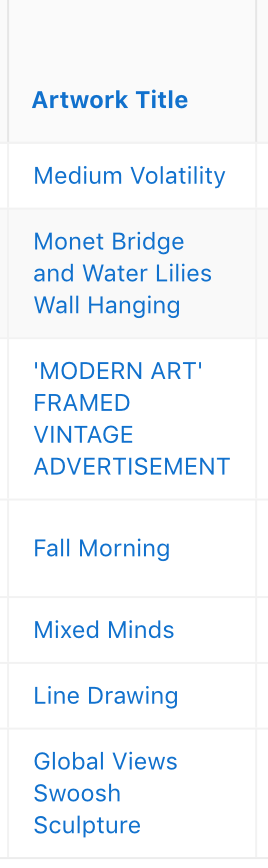 Artwork Title
Medium Volatility
Monet Bridge
and Water Lilies
Wall Hanging
'MODERN ART'
FRAMED
VINTAGE
ADVERTISEMENT
Fall Morning
Mixed Minds
Line Drawing
Global Views
Swoosh
Sculpture